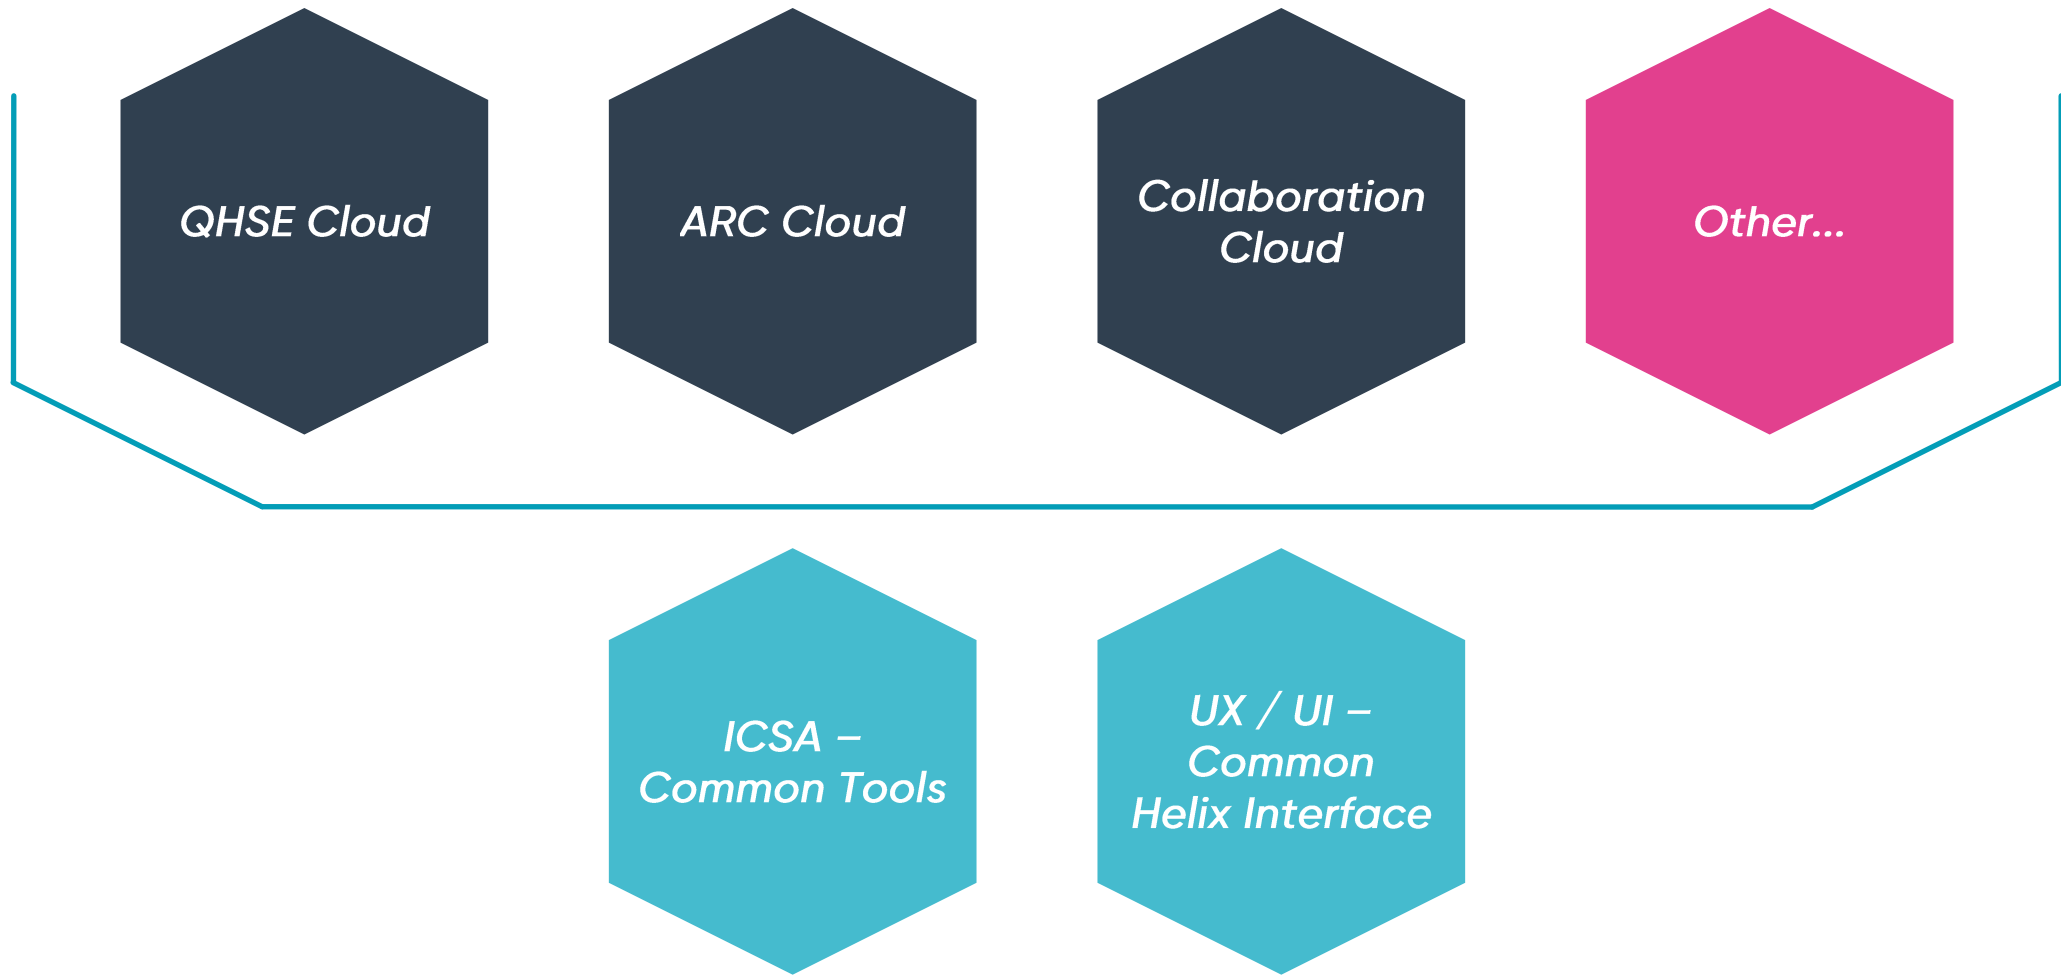 QHSE Cloud
ARC Cloud
Collaboration
Cloud
Other...
ICSA –
Common Tools
UX / UI –
Common
Helix Interface